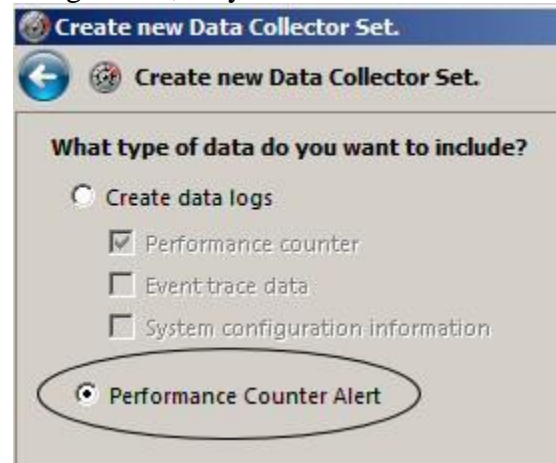 Create new Data Collector Set.
Create new Data Collector Set.
What type of data do you want to include?
Create data logs
Performance counter
Event trace data
System configuration information
Performance Counter Alert